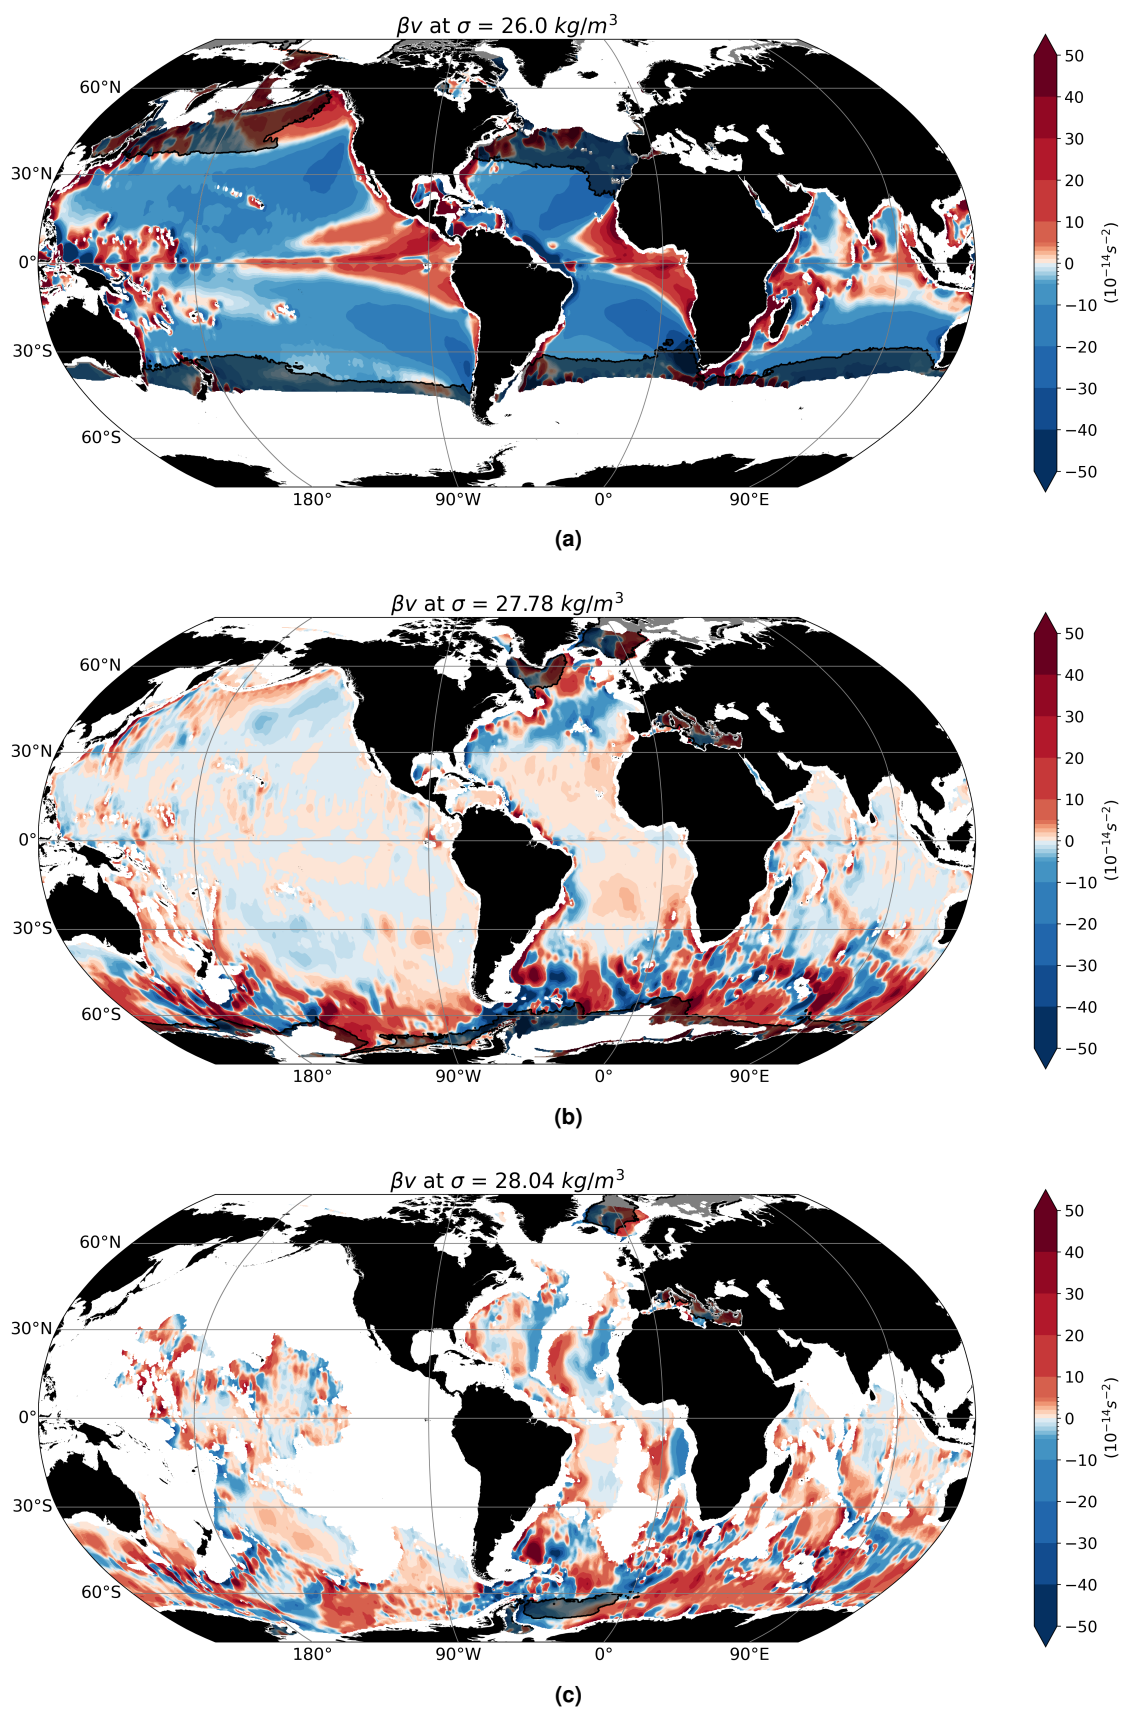 βv at σ = 26.0 kg/m³
60°N
30°N
0°
30°S
60°S
180° 90°W 0° 90°E
50
40
30
20
10
0
−10
−20
−30
−40
−50
(10⁻¹⁴s⁻²)
(a)
βv at σ = 27.78 kg/m³
60°N
30°N
0°
30°S
60°S
180° 90°W 0° 90°E
50
40
30
20
10
0
−10
−20
−30
−40
−50
(10⁻¹⁴s⁻²)
(b)
βv at σ = 28.04 kg/m³
60°N
30°N
0°
30°S
60°S
180° 90°W 0° 90°E
50
40
30
20
10
0
−10
−20
−30
−40
−50
(10⁻¹⁴s⁻²)
(c)